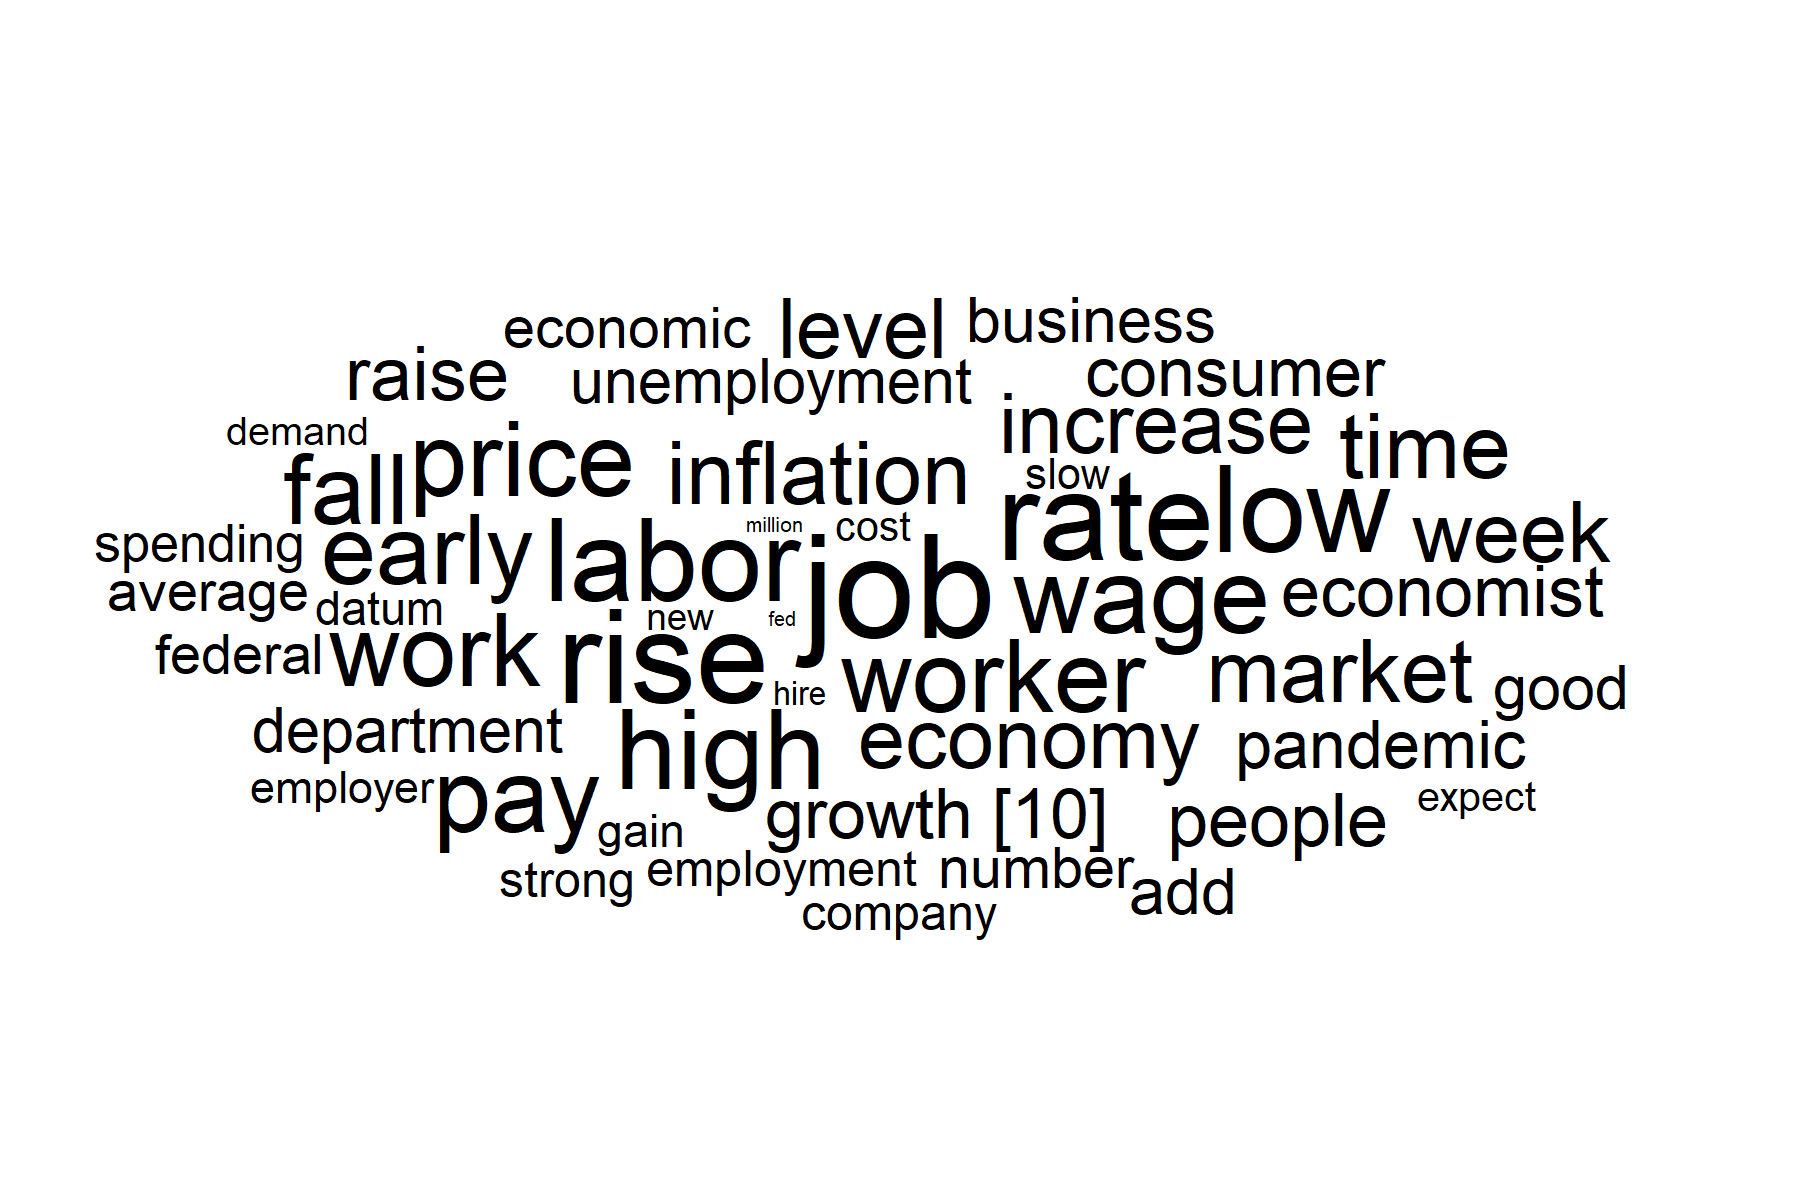 economic level business
raise unemployment consumer
demand price inflation increase time
fall slow ratelow week
spending early labor million cost job wage economist
average datum new fed
federal work rise hire worker market good
department high economy pandemic
employer pay gain growth [10] people expect
strong employment number add
company